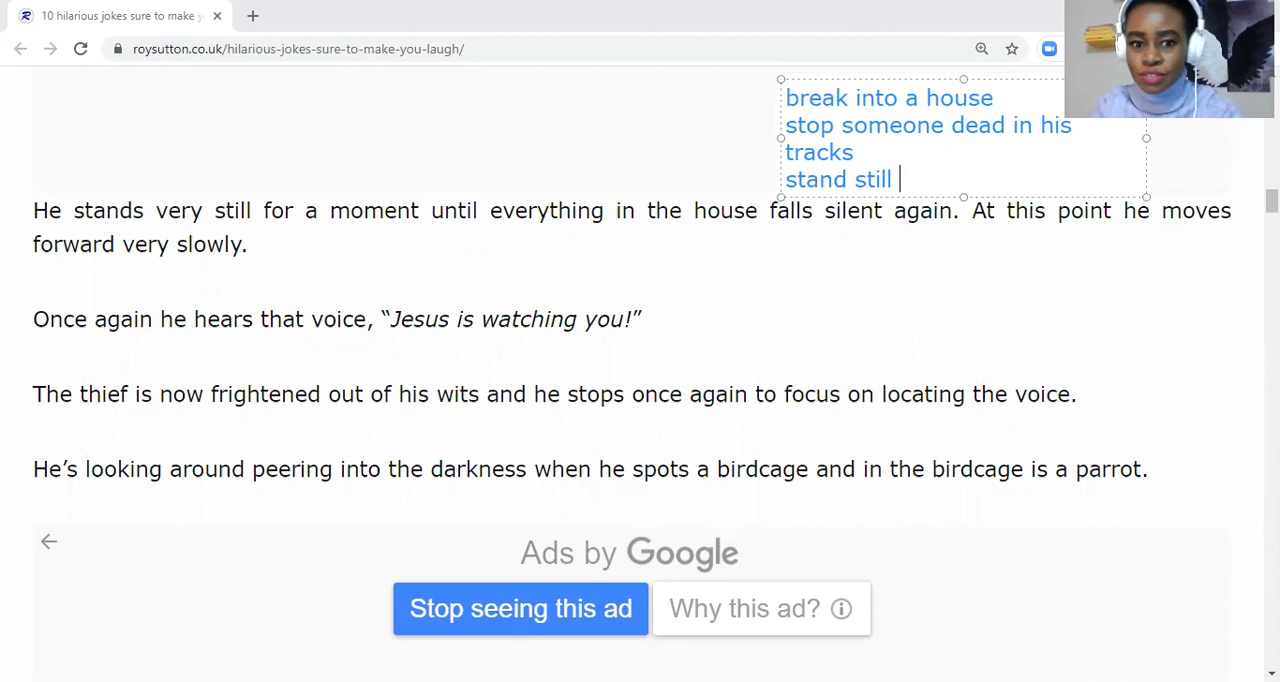 10 hilarious jokes sure to make y
roysutton.co.uk/hilarious-jokes-sure-to-make-you-laugh/
break into a house
stop someone dead in his
tracks
stand still
He stands very still for a moment until everything in the house falls silent again. At this point he moves
forward very slowly.
Once again he hears that voice, “Jesus is watching you!”
The thief is now frightened out of his wits and he stops once again to focus on locating the voice.
He’s looking around peering into the darkness when he spots a birdcage and in the birdcage is a parrot.
Ads by Google
Stop seeing this ad
Why this ad?